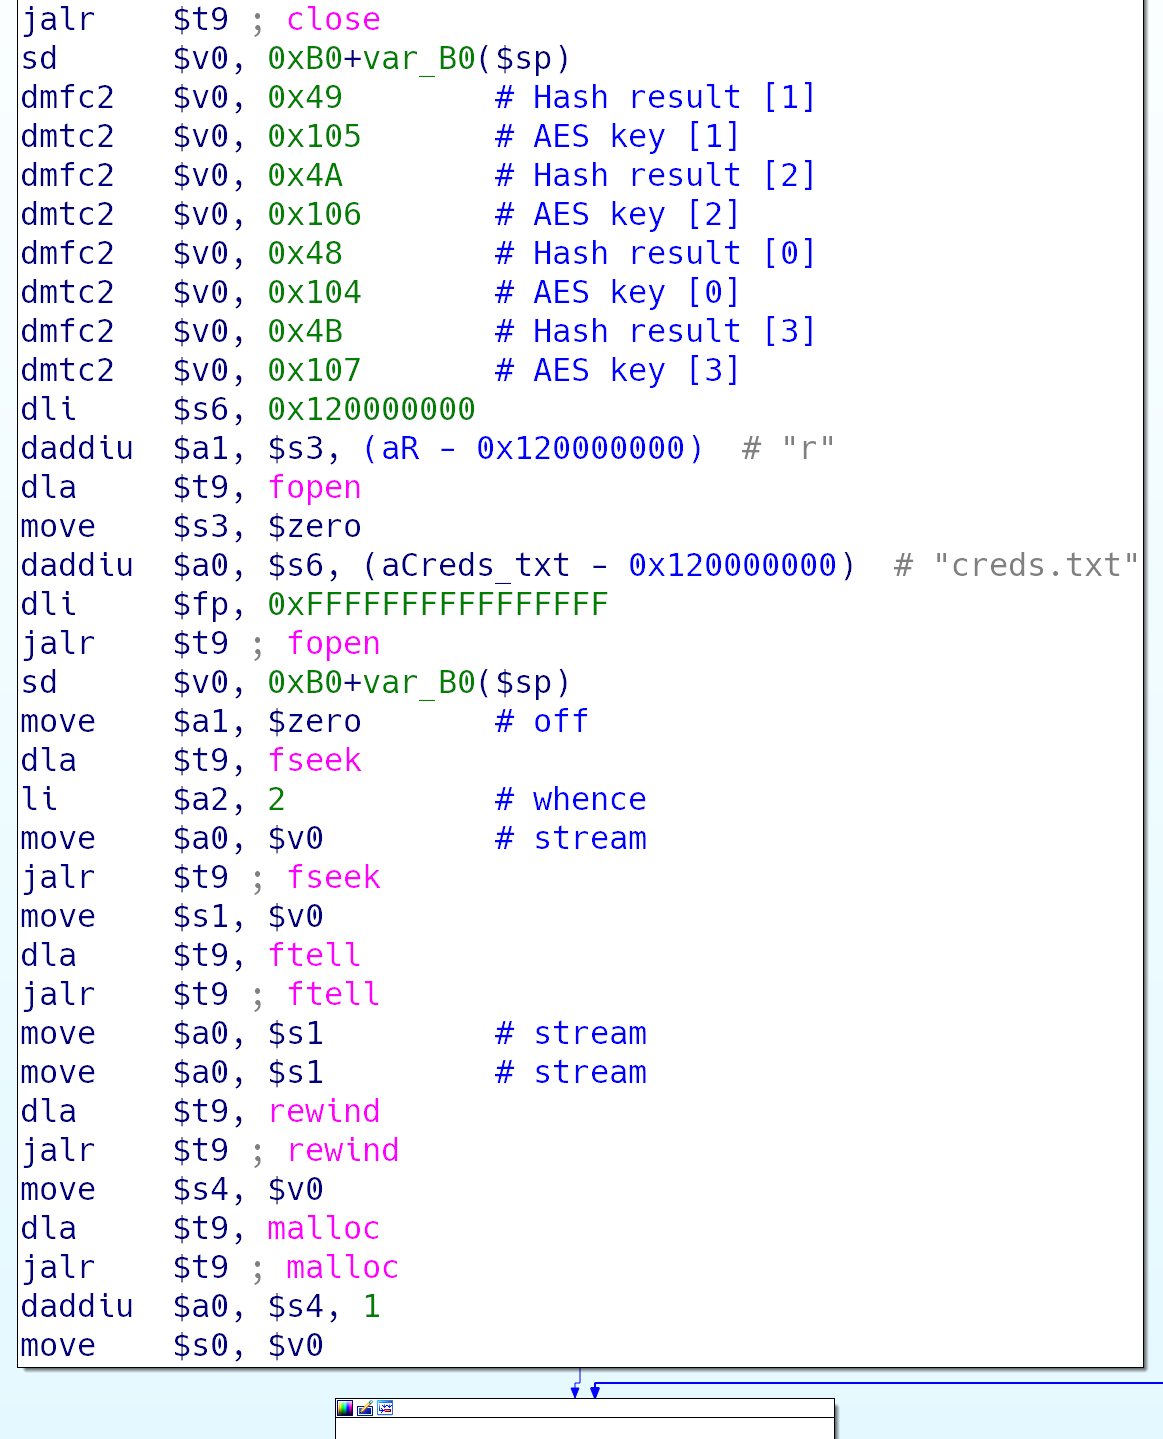 jalr    $t9 ; close
sd      $v0, 0xB0+var_B0($sp)
dmfc2   $v0, 0x49        # Hash result [1]
dmtc2   $v0, 0x105       # AES key [1]
dmfc2   $v0, 0x4A        # Hash result [2]
dmtc2   $v0, 0x106       # AES key [2]
dmfc2   $v0, 0x48        # Hash result [0]
dmtc2   $v0, 0x104       # AES key [0]
dmfc2   $v0, 0x4B        # Hash result [3]
dmtc2   $v0, 0x107       # AES key [3]
dli     $s6, 0x120000000
daddiu  $a1, $s3, (aR - 0x120000000)  # "r"
dla     $t9, fopen
move    $s3, $zero
daddiu  $a0, $s6, (aCreds_txt - 0x120000000)  # "creds.txt"
dli     $fp, 0xFFFFFFFFFFFFFFFF
jalr    $t9 ; fopen
sd      $v0, 0xB0+var_B0($sp)
move    $a1, $zero       # off
dla     $t9, fseek
li      $a2, 2           # whence
move    $a0, $v0         # stream
jalr    $t9 ; fseek
move    $s1, $v0
dla     $t9, ftell
jalr    $t9 ; ftell
move    $a0, $s1         # stream
move    $a0, $s1         # stream
dla     $t9, rewind
jalr    $t9 ; rewind
move    $s4, $v0
dla     $t9, malloc
jalr    $t9 ; malloc
daddiu  $a0, $s4, 1
move    $s0, $v0